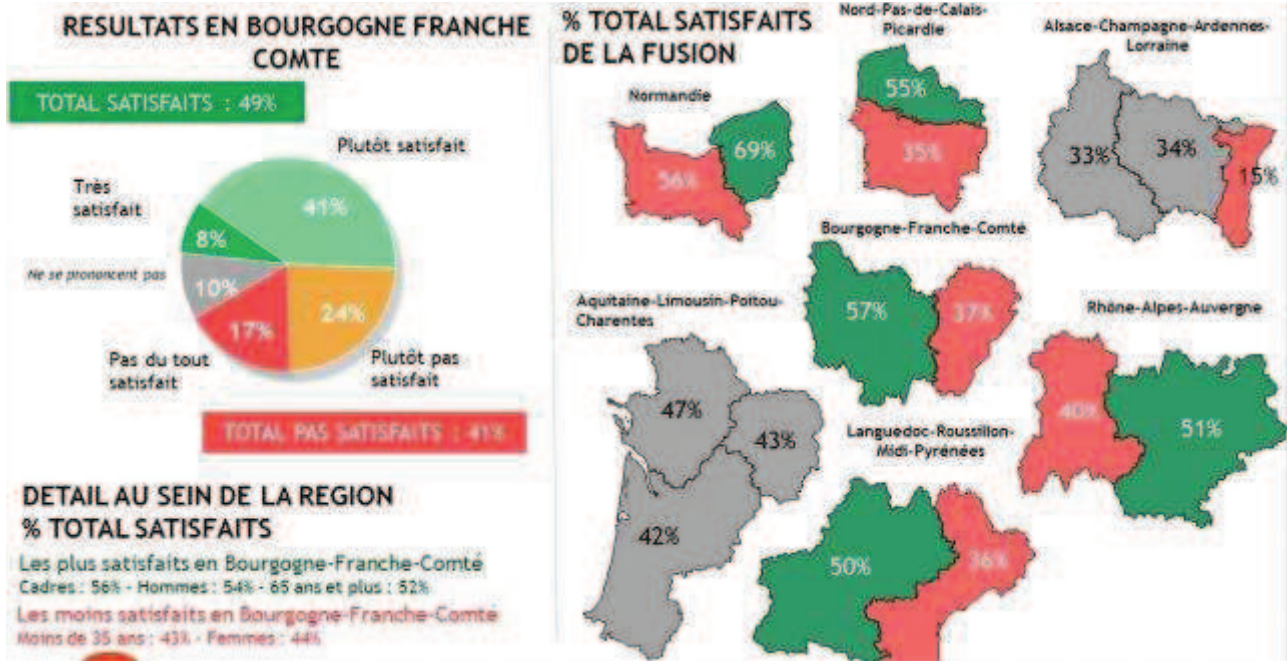 RESULTATS EN BOURGOGNE FRANCHE
COMTE
TOTAL SATISFAITS : 49%
Plutôt satisfait
41%
Très
satisfait
8%
Ne se prononcent pas
10%
17%
24%
Pas du tout
satisfait
Plutôt pas
satisfait
TOTAL PAS SATISFAITS : 41%
DETAIL AU SEIN DE LA REGION
% TOTAL SATISFAITS
Les plus satisfaits en Bourgogne-Franche-Comté
Cadres : 56% - Hommes : 54% - 65 ans et plus : 52%
Les moins satisfaits en Bourgogne-Franche-Comté
Moins de 35 ans : 43% - Femmes : 44%
% TOTAL SATISFAITS
DE LA FUSION
Nord-Pas-de-Calais-
Picardie
55%
35%
Alsace-Champagne-Ardennes-
Lorraine
33%
34%
15%
Normandie
69%
56%
Bourgogne-Franche-Comté
57%
37%
Aquitaine-Limousin-Poitou-
Charentes
47%
43%
42%
Rhône-Alpes-Auvergne
40%
51%
Languedoc-Roussillon-
Midi-Pyrénées
50%
36%